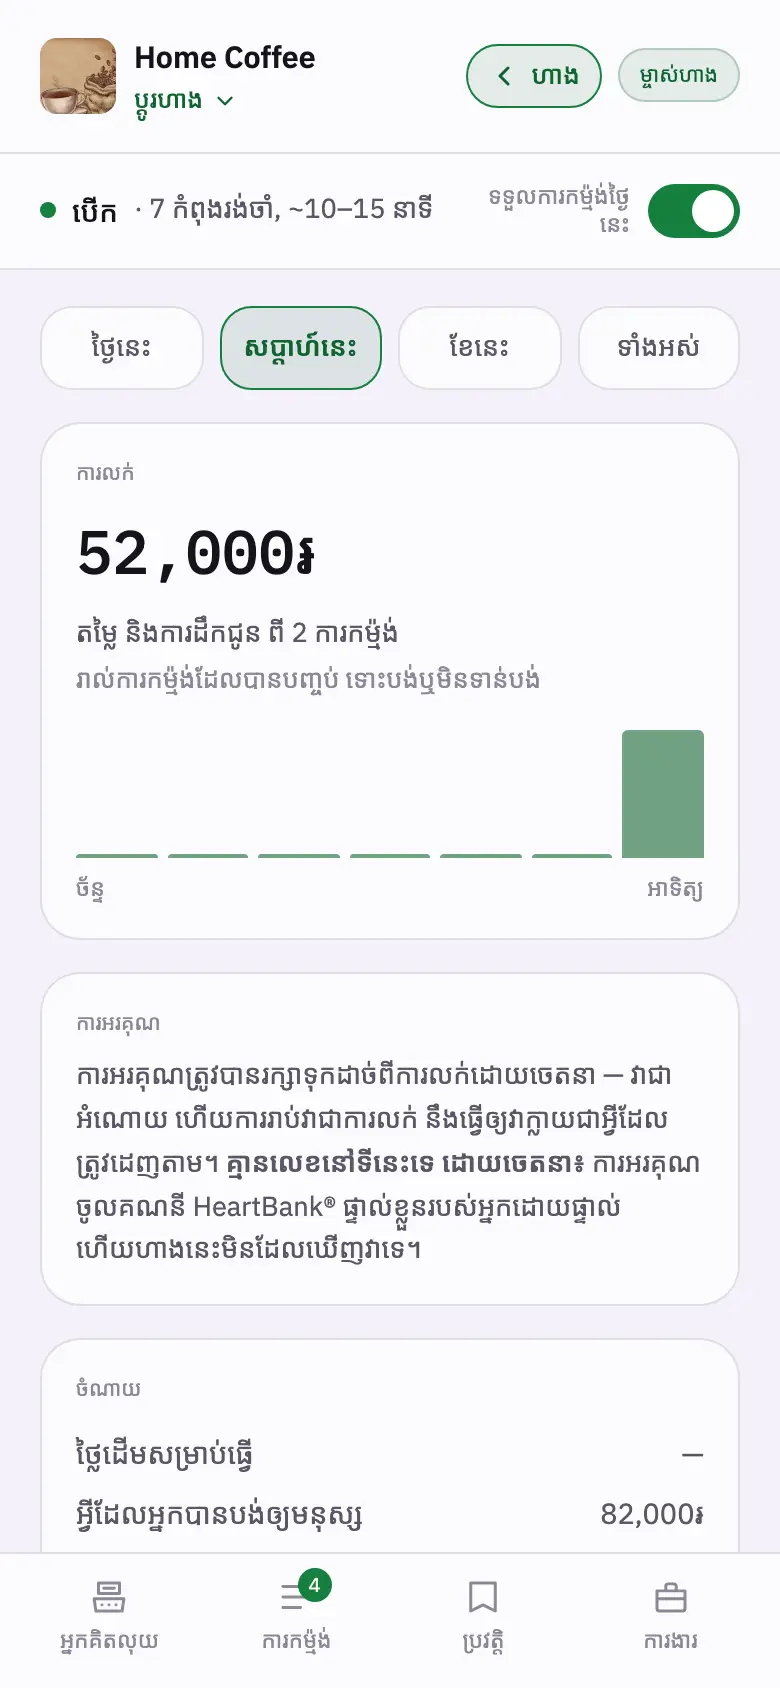 Home Coffee
ប្ដូរហាង
ហាង
ម្ចាស់ហាង
បើក · 7 កំពុងរង់ចាំ, ~10–15 នាទី
ទទួលការកម្ម៉ង់ថ្ងៃ
នេះ
ថ្ងៃនេះ
សប្ដាហ៍នេះ
ខែនេះ
ទាំងអស់
ការលក់
52,000៛
តម្លៃ និងការដឹកជូន ពី 2 ការកម្ម៉ង់
រាល់ការកម្ម៉ង់ដែលបានបញ្ចប់ ទោះបង់ឬមិនទាន់បង់
ច័ន្ទ
អាទិត្យ
ការអរគុណ
ការអរគុណត្រូវបានរក្សាទុកដាច់ពីការលក់ដោយចេតនា — វាជា
អំណោយ ហើយការរាប់វាជាការលក់ នឹងធ្វើឲ្យវាក្លាយជាអ្វីដែល
ត្រូវដេញតាម។ គ្មានលេខនៅទីនេះទេ ដោយចេតនា៖ ការអរគុណ
ចូលគណនី HeartBank® ផ្ទាល់ខ្លួនរបស់អ្នកដោយផ្ទាល់
ហើយហាងនេះមិនដែលឃើញវាទេ។
ចំណាយ
ថ្លៃដើមសម្រាប់ធ្វើ —
អ្វីដែលអ្នកបានបង់ឲ្យមនុស្ស 82,000៛
4
អ្នកគិតលុយ
ការកម្ម៉ង់
ប្រវត្តិ
ការងារ